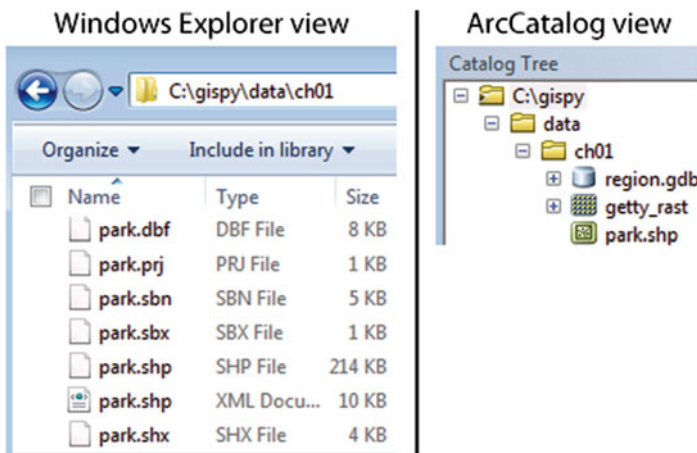 Windows Explorer view
C:\gispy\data\ch01
Organize Include in library
Name Type Size
park.dbf DBF File 8 KB
park.prj PRJ File 1 KB
park.sbn SBN File 5 KB
park.sbx SBX File 1 KB
park.shp SHP File 214 KB
park.shp XML Docu... 10 KB
park.shx SHX File 4 KB
ArcCatalog view
Catalog Tree
C:\gispy
data
ch01
region.gdb
getty_rast
park.shp